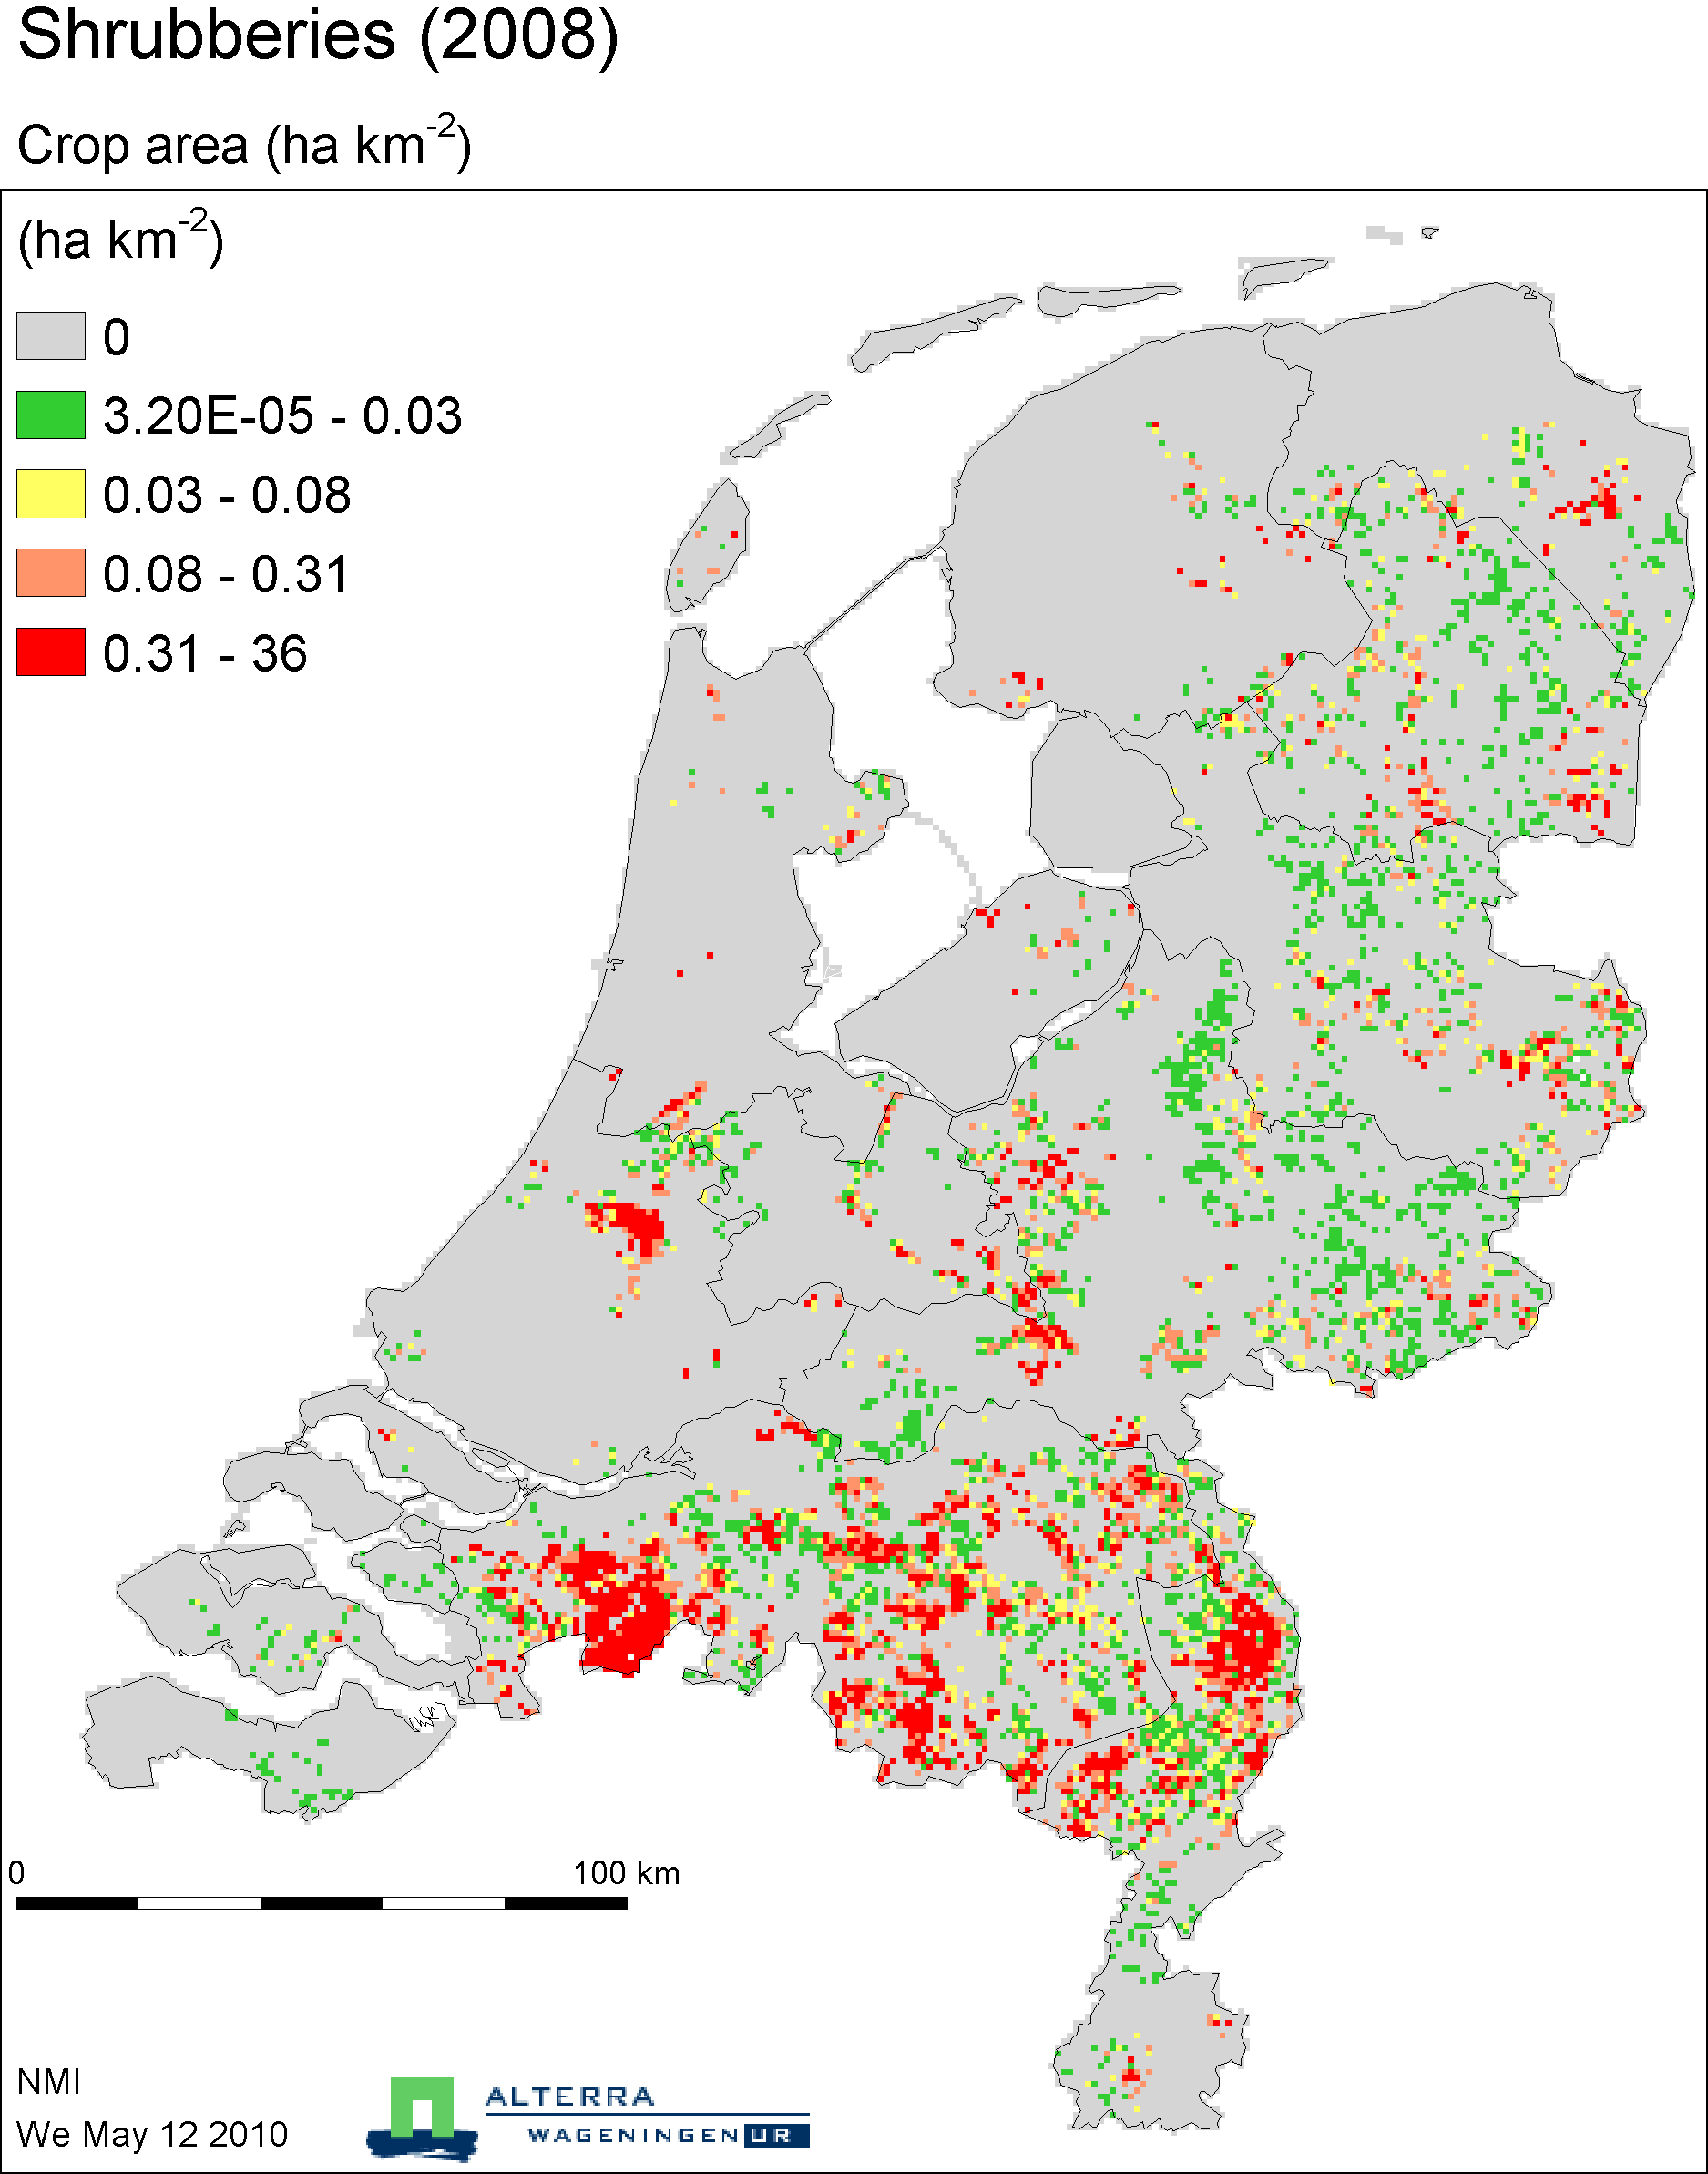 Shrubberies (2008)
Crop area (ha km-2)
(ha km-2)
0
3.20E-05 - 0.03
0.03 - 0.08
0.08 - 0.31
0.31 - 36
0 100 km
NMI
We May 12 2010
ALTERRA
WAGENINGEN UR